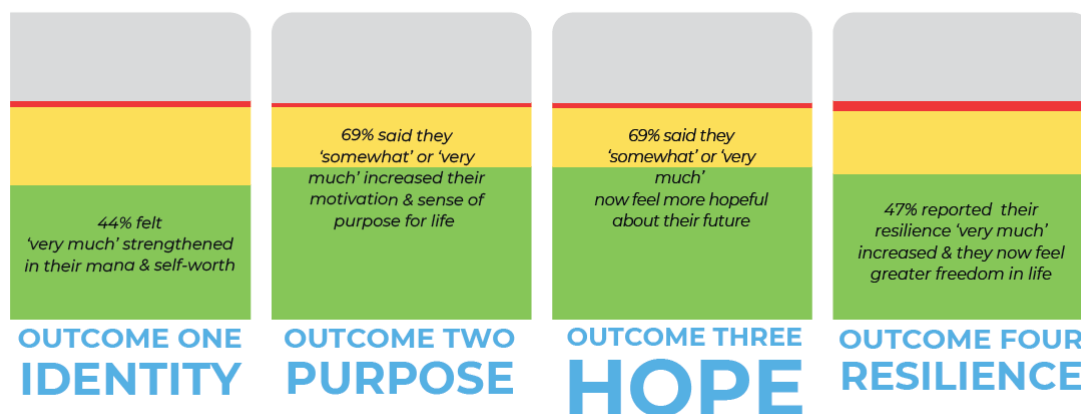 44% felt
‘very much’ strengthened
in their mana & self-worth
OUTCOME ONE
IDENTITY
69% said they
‘somewhat’ or ‘very
much’ increased their
motivation & sense of
purpose for life
OUTCOME TWO
PURPOSE
69% said they
‘somewhat’ or ‘very
much’
now feel more hopeful
about their future
OUTCOME THREE
HOPE
47% reported their
resilience ‘very much’
increased & they now feel
greater freedom in life
OUTCOME FOUR
RESILIENCE